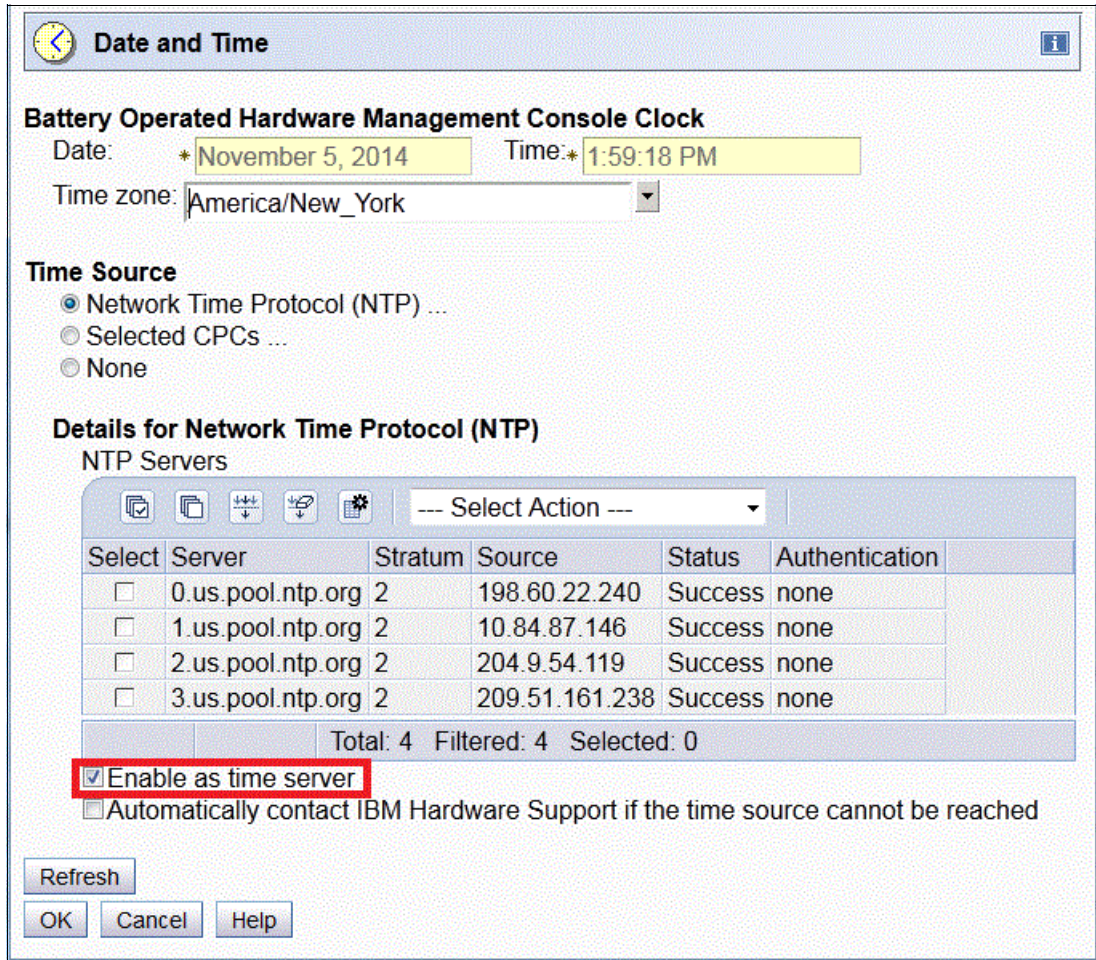 Date and Time
i
Battery Operated Hardware Management Console Clock
Date: * November 5, 2014 Time:* 1:59:18 PM
Time zone: America/New_York
Time Source
Network Time Protocol (NTP) ...
Selected CPCs ...
None
Details for Network Time Protocol (NTP)
NTP Servers
--- Select Action ---
Select Server Stratum Source Status Authentication
0.us.pool.ntp.org 2 198.60.22.240 Success none
1.us.pool.ntp.org 2 10.84.87.146 Success none
2.us.pool.ntp.org 2 204.9.54.119 Success none
3.us.pool.ntp.org 2 209.51.161.238 Success none
Total: 4 Filtered: 4 Selected: 0
Enable as time server
Automatically contact IBM Hardware Support if the time source cannot be reached
Refresh
OK Cancel Help